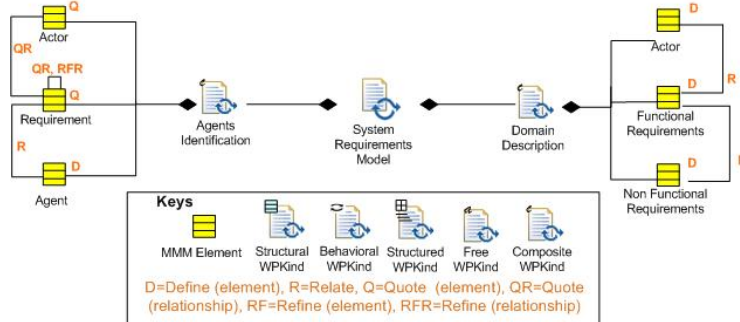 Q
Actor
QR
QR, RFR
Q
Requirement
R
D
Agent
Agents
Identification
System
Requirements
Model
Domain
Description
D
Actor
R
D
Functional
Requirements
D
Non Functional
Requirements
Keys
MMM Element
Structural
WPKind
Behavioral
WPKind
Structured
WPKind
Free
WPKind
Composite
WPKind
D=Define (element), R=Relate, Q=Quote (element), QR=Quote
(relationship), RF=Refine (element), RFR=Refine (relationship)